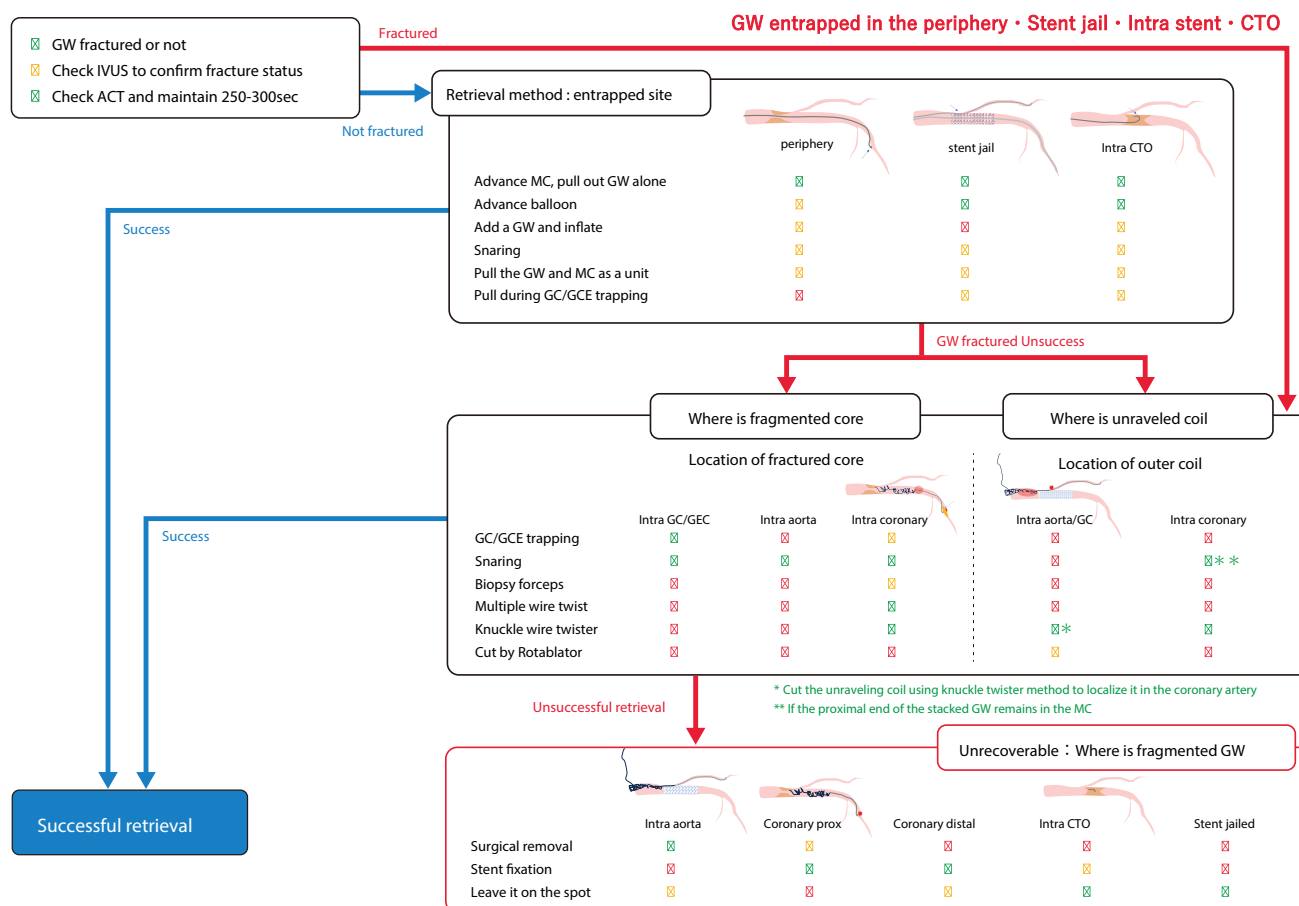 GW entrapped in the periphery・Stent jail・Intra stent・CTO
Fractured
GW fractured or not
Check IVUS to confirm fracture status
Check ACT and maintain 250-300sec
Not fractured
Retrieval method : entrapped site
periphery stent jail Intra CTO
Advance MC, pull out GW alone
Advance balloon
Add a GW and inflate
Snaring
Pull the GW and MC as a unit
Pull during GC/GCE trapping
Success
GW fractured Unsuccess
Where is fragmented core
Where is unraveled coil
Location of fractured core
Location of outer coil
Intra GC/GEC Intra aorta Intra coronary Intra aorta/GC Intra coronary
GC/GCE trapping
Snaring **
Biopsy forceps
Multiple wire twist
Knuckle wire twister *
Cut by Rotablator
Success
* Cut the unraveling coil using knuckle twister method to localize it in the coronary artery
** If the proximal end of the stacked GW remains in the MC
Unsuccessful retrieval
Unrecoverable：Where is fragmented GW
Intra aorta Coronary prox Coronary distal Intra CTO Stent jailed
Surgical removal
Stent fixation
Leave it on the spot
Successful retrieval